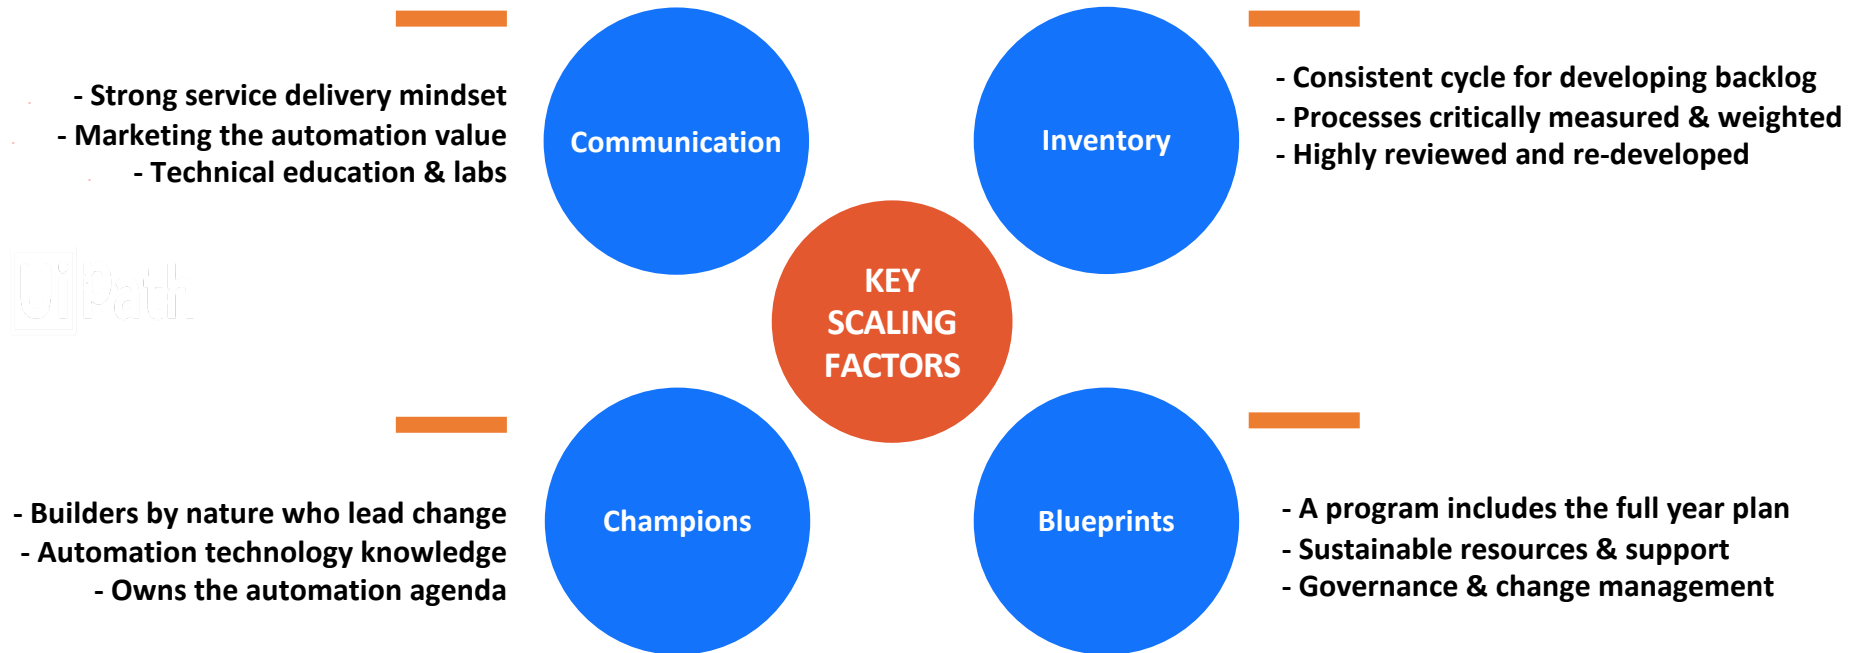 - Strong service delivery mindset
- Marketing the automation value
- Technical education & labs
Communication
Inventory
- Consistent cycle for developing backlog
- Processes critically measured & weighted
- Highly reviewed and re-developed
UiPath
KEY
SCALING
FACTORS
- Builders by nature who lead change
- Automation technology knowledge
- Owns the automation agenda
Champions
Blueprints
- A program includes the full year plan
- Sustainable resources & support
- Governance & change management